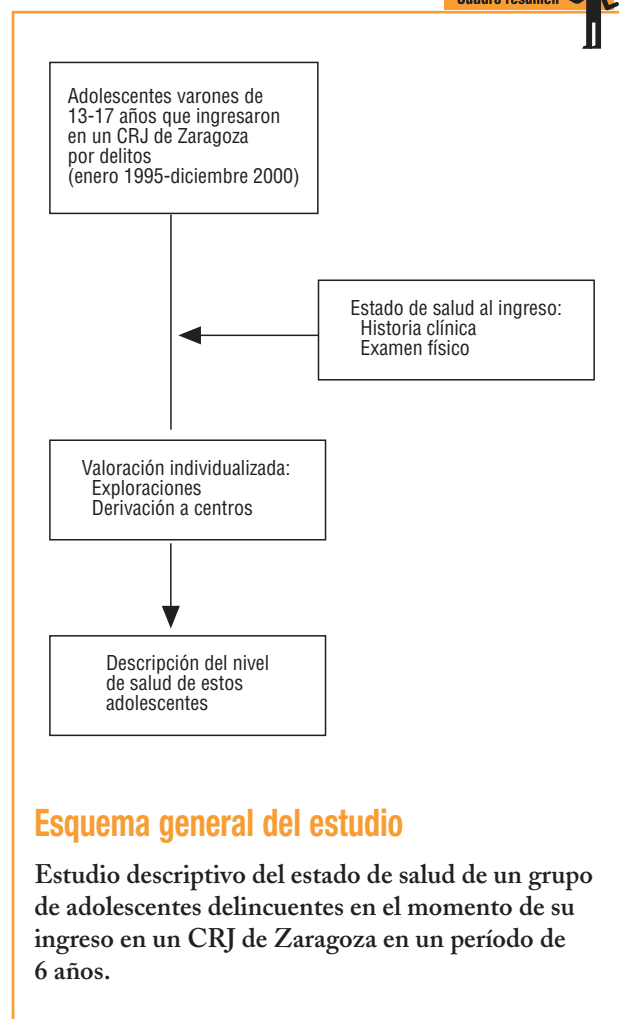 Cuadro resumen
Adolescentes varones de
13-17 años que ingresaron
en un CRJ de Zaragoza
por delitos
(enero 1995-diciembre 2000)
Estado de salud al ingreso:
Historia clínica
Examen físico
Valoración individualizada:
Exploraciones
Derivación a centros
Descripción del nivel
de salud de estos
adolescentes
Esquema general del estudio
Estudio descriptivo del estado de salud de un grupo
de adolescentes delincuentes en el momento de su
ingreso en un CRJ de Zaragoza en un período de
6 años.